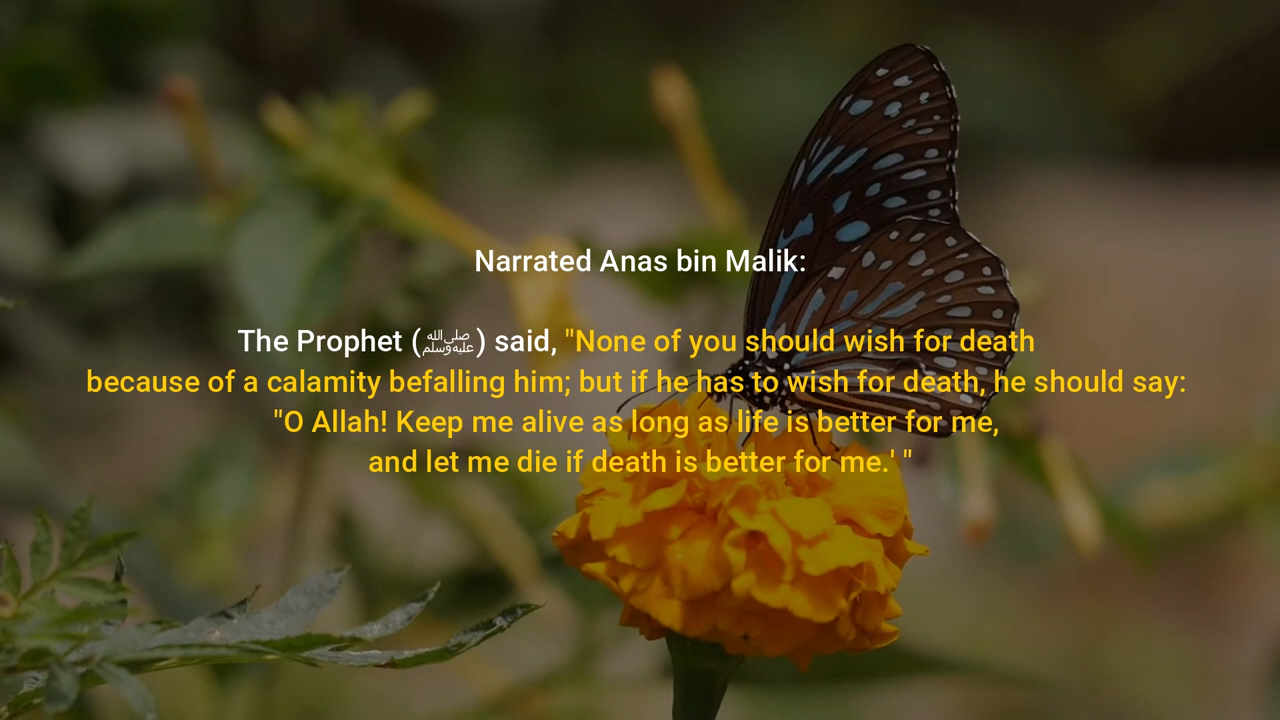 Narrated Anas bin Malik:
The Prophet (ﷺ) said, "None of you should wish for death
because of a calamity befalling him; but if he has to wish for death, he should say:
"O Allah! Keep me alive as long as life is better for me,
and let me die if death is better for me.' "